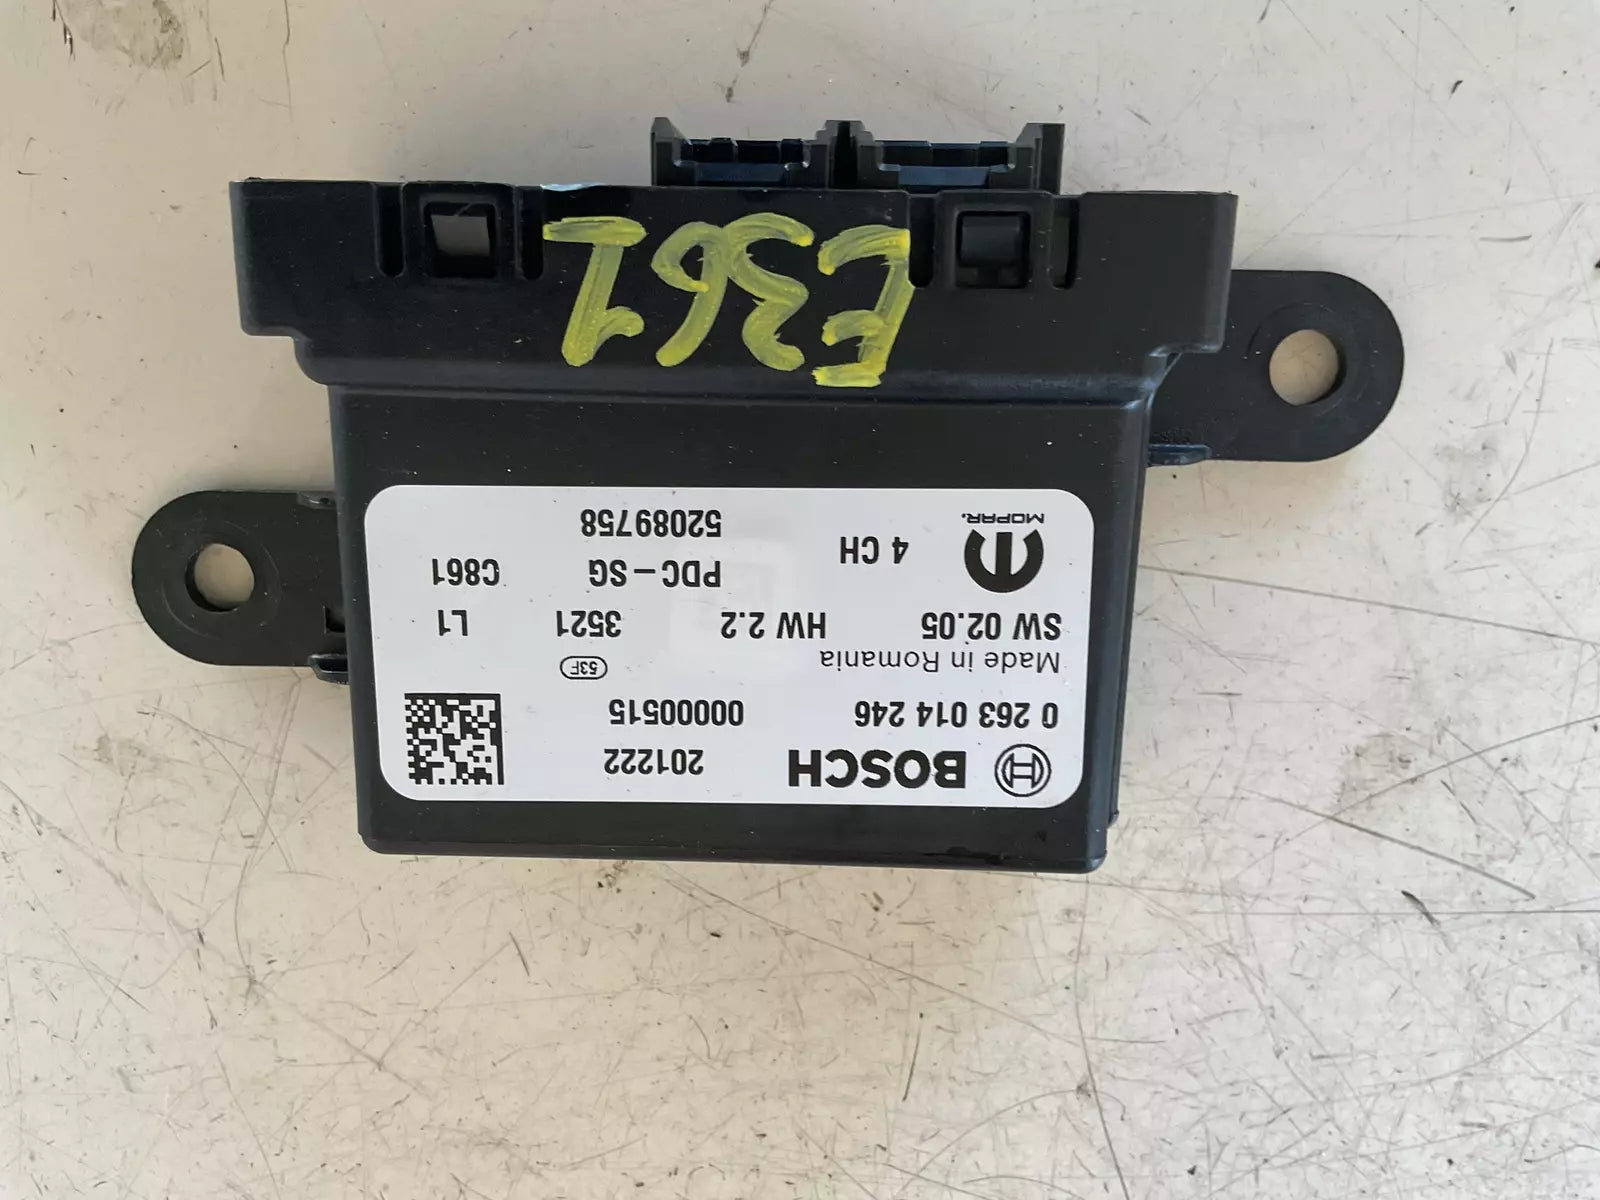 BOSCH 201222
0 263 014 246 00000515
Made in Romania 53F
SW 02.05 HW 2.2 3521 L1
4 CH PDC-SG C861
MOPAR. 52089758
E361